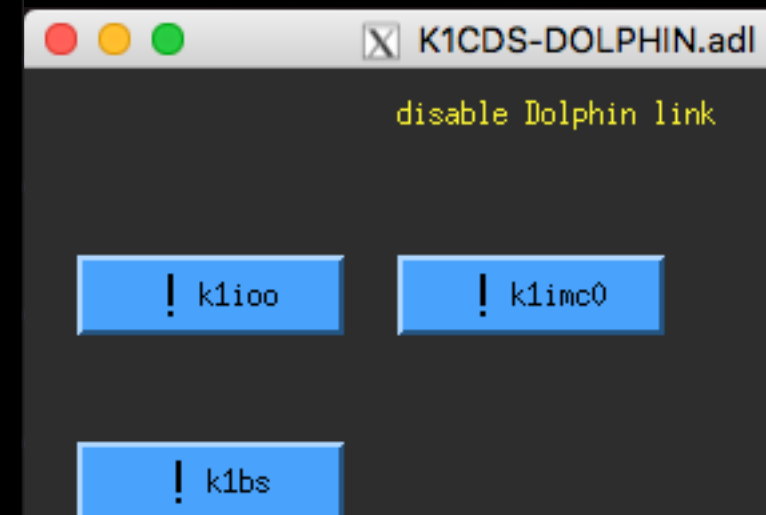 K1CDS-DOLPHIN.adl
disable Dolphin link
! k1ioo
! k1imc0
! k1bs